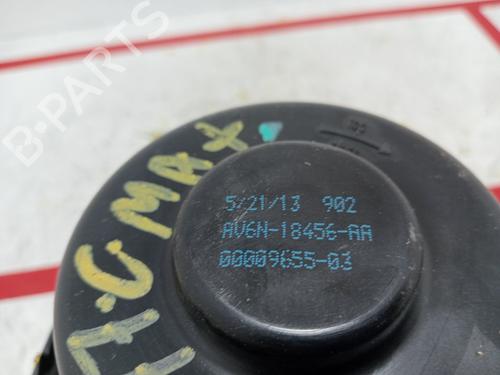 B-PARTS
F.C MAX
5/21/13 902
AV6N-18456-AA
00009655-03